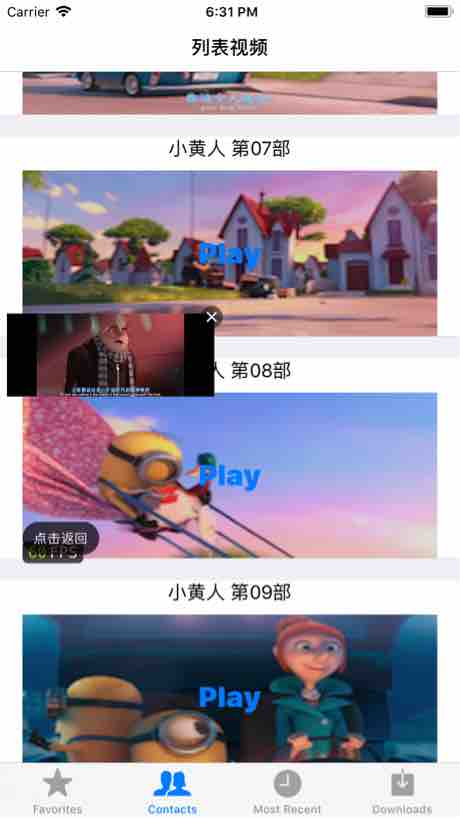 Carrier 6:31 PM
列表视频
小黄人 第07部
Play
人 第08部
Play
点击返回
60 FPS
小黄人 第09部
Play
Favorites Contacts Most Recent Downloads